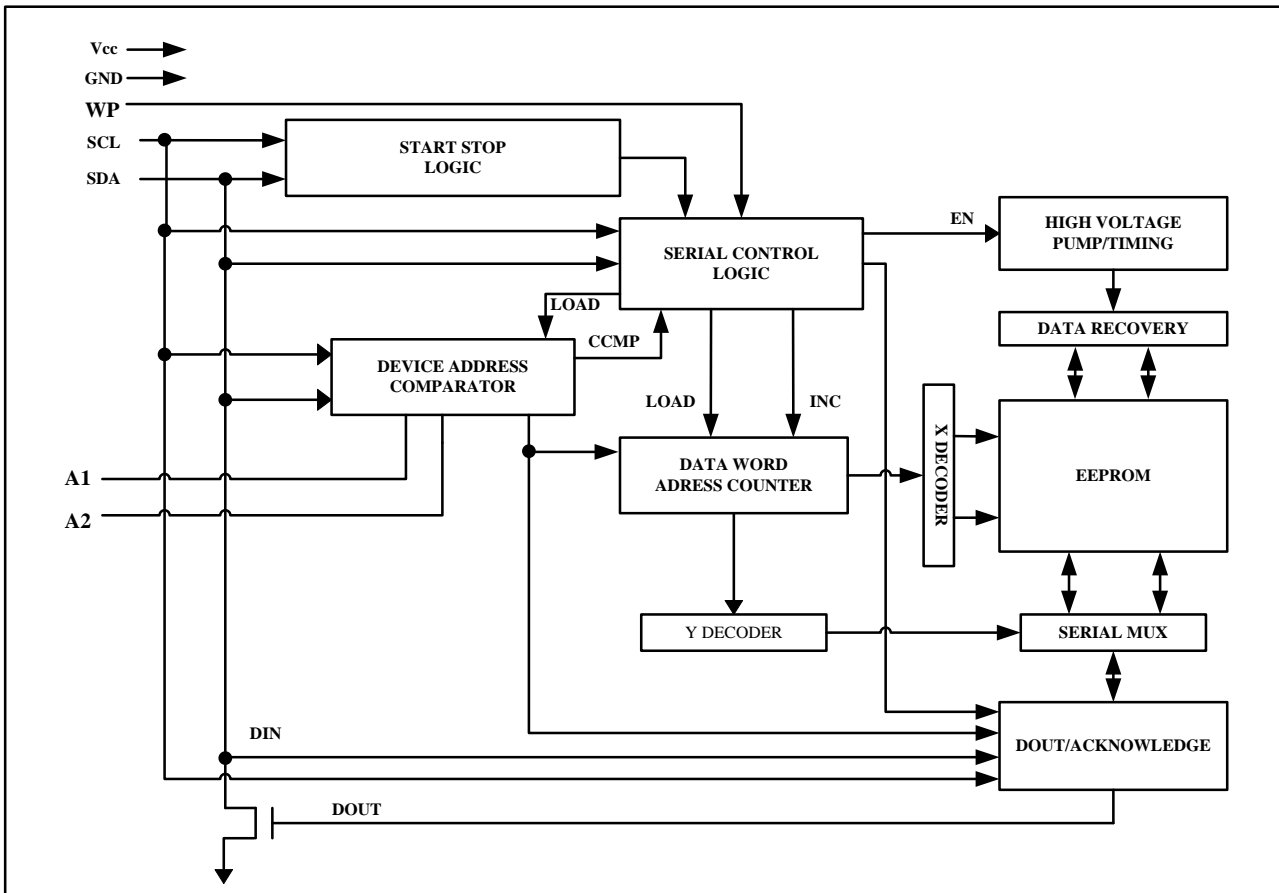 Vcc
GND
WP
SCL
SDA
START STOP
LOGIC
SERIAL CONTROL
LOGIC
EN
HIGH VOLTAGE
PUMP/TIMING
LOAD
CCMP
DATA RECOVERY
DEVICE ADDRESS
COMPARATOR
LOAD
INC
X DECODER
EEPROM
DATA WORD
ADRESS COUNTER
A1
A2
Y DECODER
SERIAL MUX
DIN
DOUT/ACKNOWLEDGE
DOUT